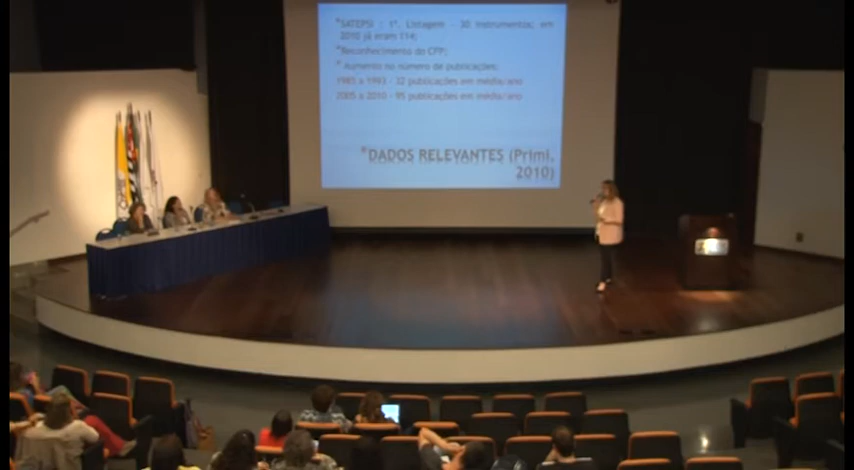 *SATEPSI : 1ª. Listagem - 30 instrumentos; em
2010 já eram 114;
*Reconhecimento do CFP;
* Aumento no número de publicações:
1985 a 1993 - 32 publicações em média/ano
2005 a 2010 - 95 publicações em média/ano
*DADOS RELEVANTES (Primi,
2010)